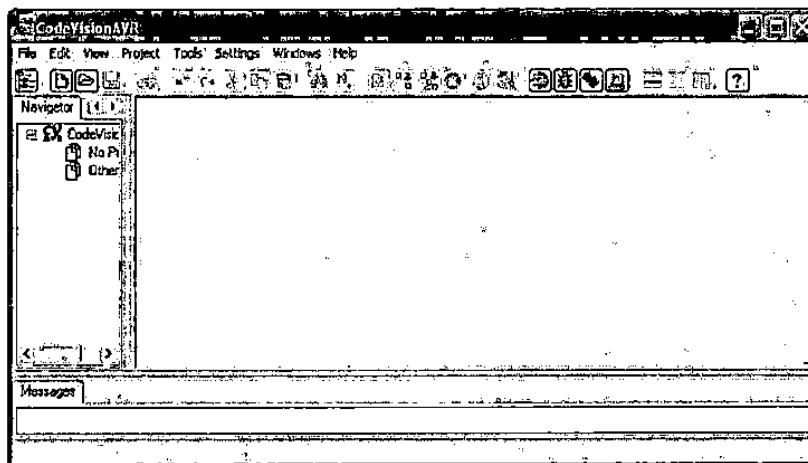 CodeVisionAVR
File Edit View Project Tools Settings Windows Help
?
Navigator
CodeVisic
No Pr
Other
Messages